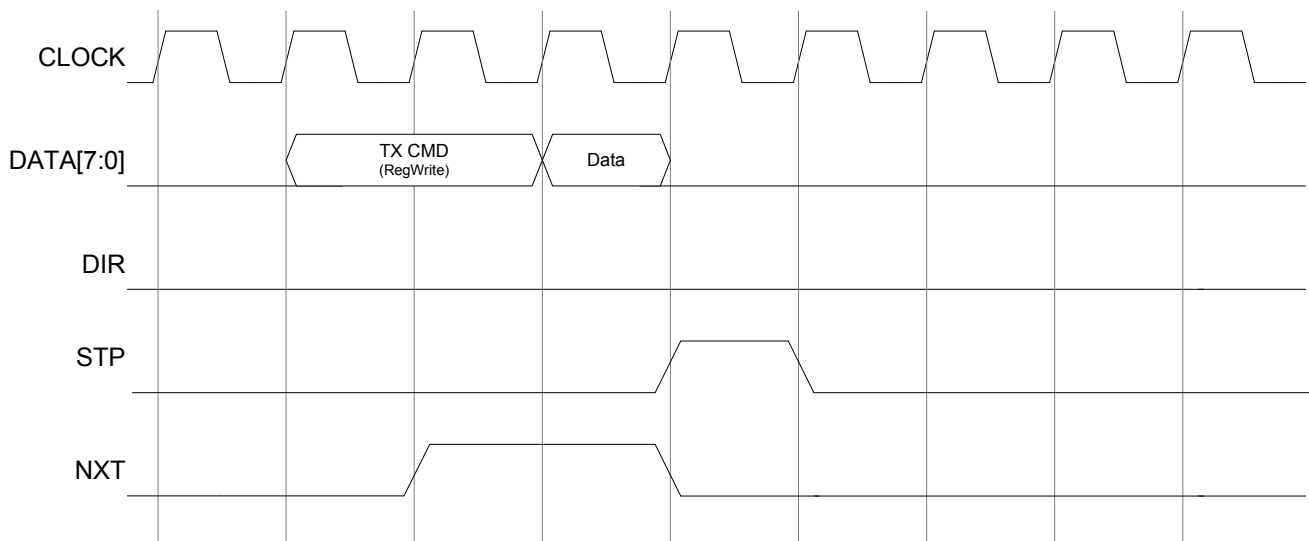 CLOCK
DATA[7:0]
TX CMD
(RegWrite)
Data
DIR
STP
NXT